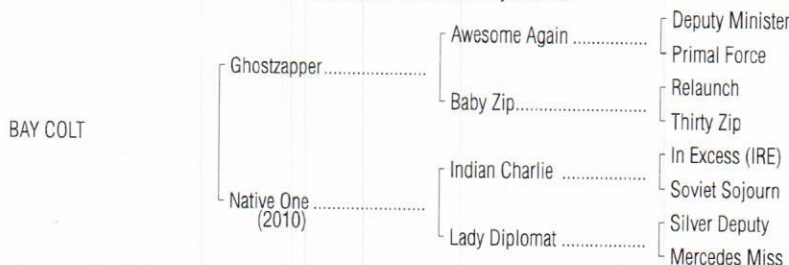 Deputy Minister
Awesome Again ................
Primal Force
Ghostzapper................
Relaunch
Baby Zip................
Thirty Zip
BAY COLT
In Excess (IRE)
Indian Charlie ................
Soviet Sojourn
Native One ................
(2010)
Silver Deputy
Lady Diplomat ................
Mercedes Miss